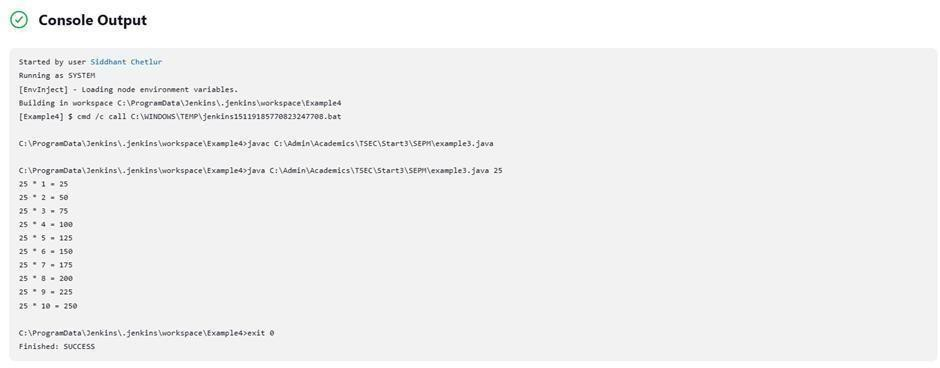 Console Output
Started by user Siddhant Chetlur
Running as SYSTEM
[EnvInject] - Loading node environment variables.
Building in workspace C:\ProgramData\Jenkins\.jenkins\workspace\Example4
[Example4] $ cmd /c call C:\WINDOWS\TEMP\jenkins15119185770823247708.bat
C:\ProgramData\Jenkins\.jenkins\workspace\Example4>javac C:\Admin\Academics\TSEC\Start3\SEPM\example3.java
C:\ProgramData\Jenkins\.jenkins\workspace\Example4>java C:\Admin\Academics\TSEC\Start3\SEPM\example3.java 25
25 * 1 = 25
25 * 2 = 50
25 * 3 = 75
25 * 4 = 100
25 * 5 = 125
25 * 6 = 150
25 * 7 = 175
25 * 8 = 200
25 * 9 = 225
25 * 10 = 250
C:\ProgramData\Jenkins\.jenkins\workspace\Example4>exit 0
Finished: SUCCESS